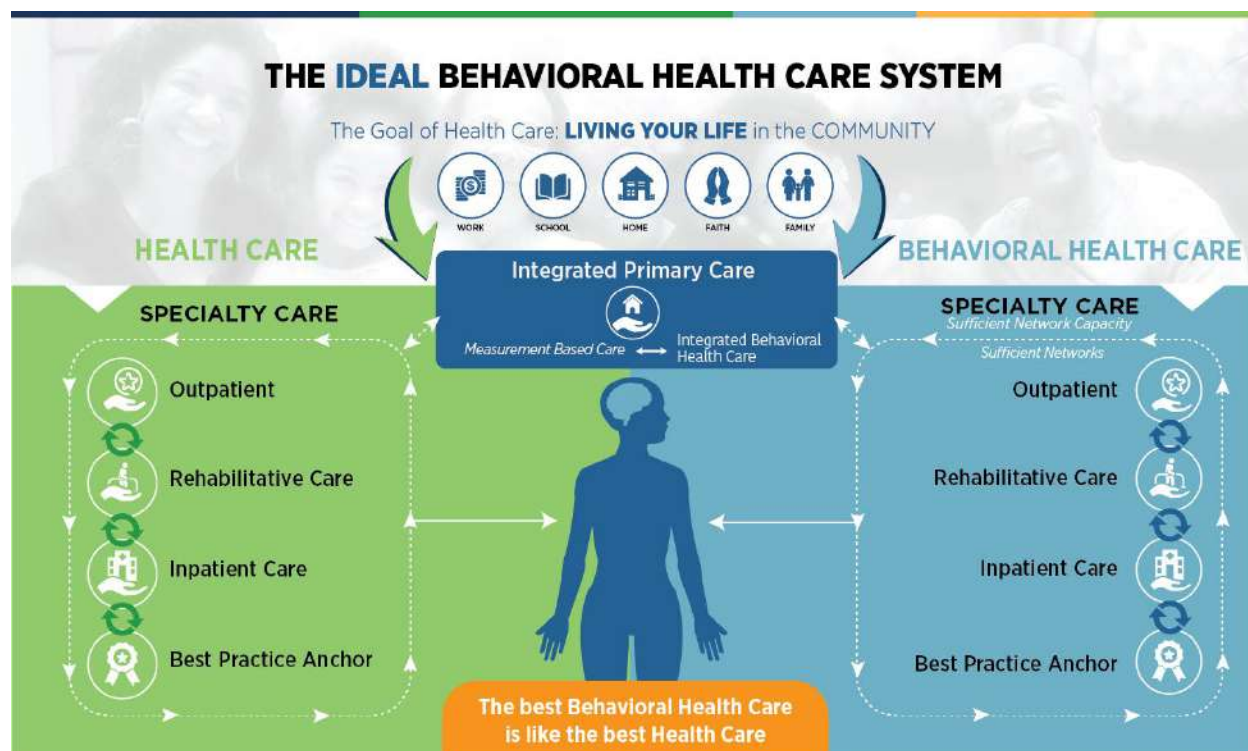 THE IDEAL BEHAVIORAL HEALTH CARE SYSTEM
The Goal of Health Care: LIVING YOUR LIFE in the COMMUNITY
WORK
SCHOOL
HOME
FAITH
FAMILY
HEALTH CARE
BEHAVIORAL HEALTH CARE
Integrated Primary Care
Measurement Based Care
Integrated Behavioral
Health Care
SPECIALTY CARE
Outpatient
Rehabilitative Care
Inpatient Care
Best Practice Anchor
SPECIALTY CARE
Sufficient Network Capacity
Sufficient Networks
Outpatient
Rehabilitative Care
Inpatient Care
Best Practice Anchor
The best Behavioral Health Care
is like the best Health Care